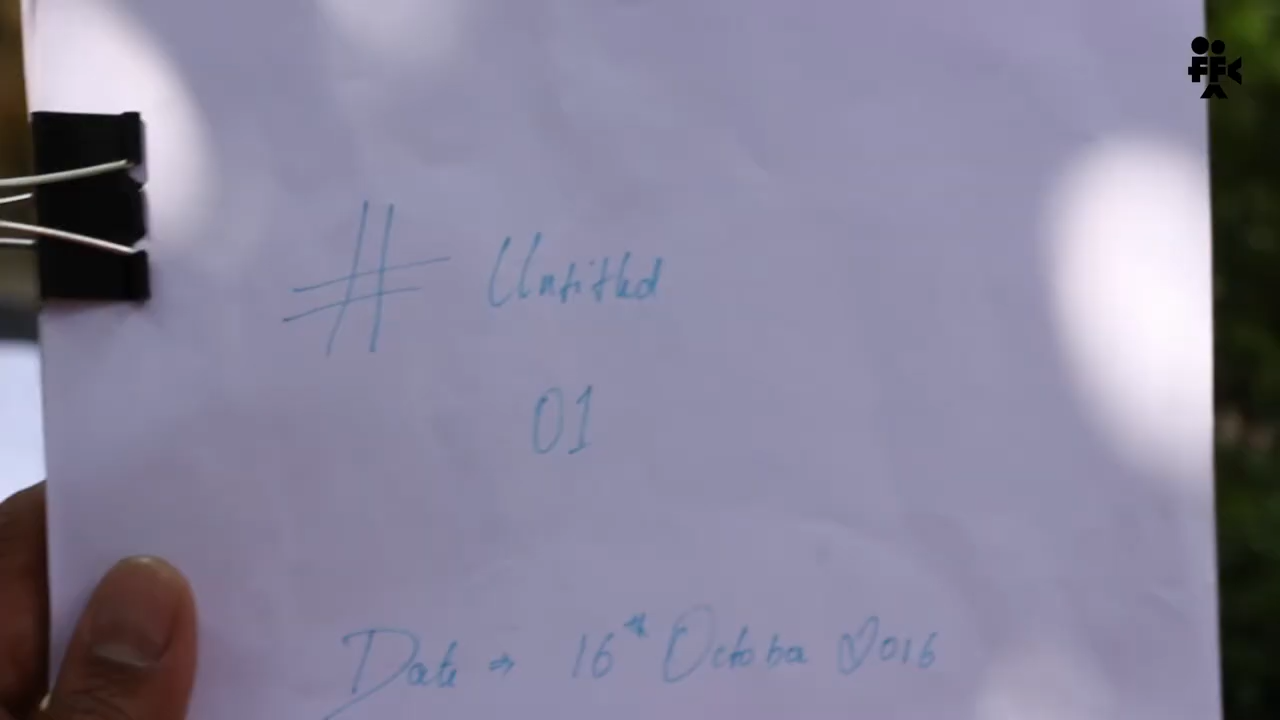 # Untitled
01
Date ⇒ 16th October 2016